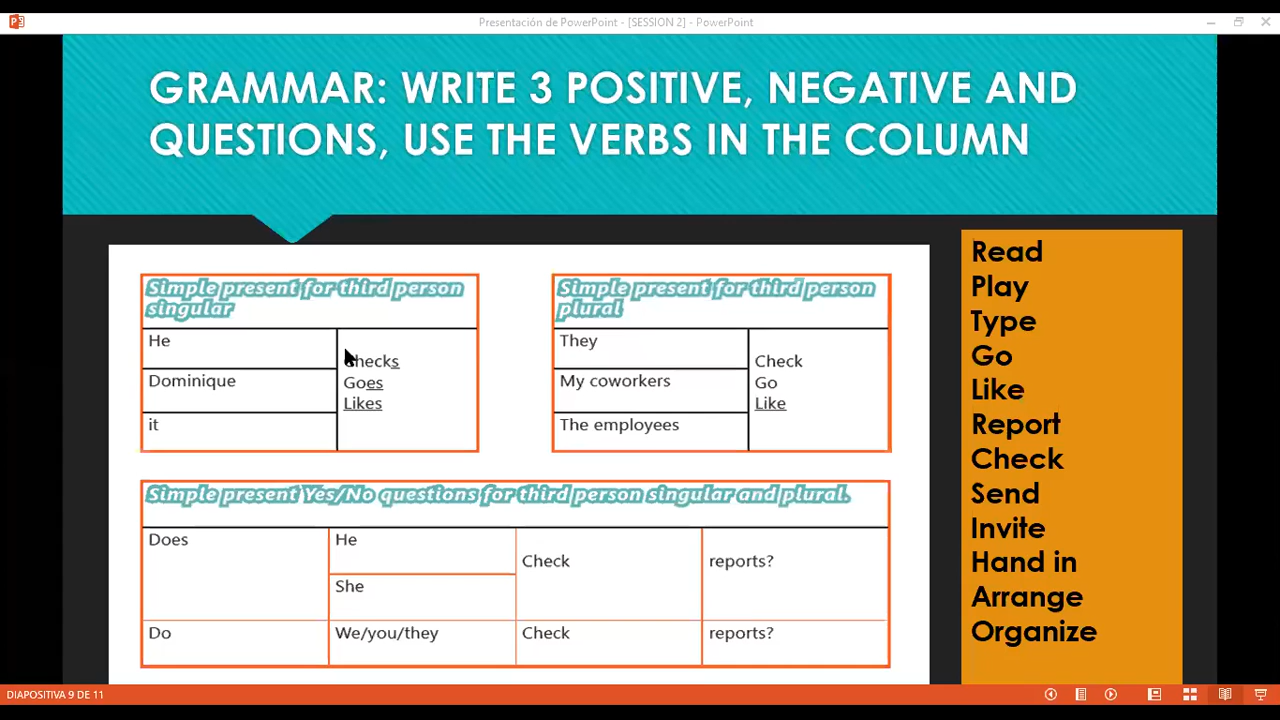 Presentación de PowerPoint - [SESSION 2] - PowerPoint
GRAMMAR: WRITE 3 POSITIVE, NEGATIVE AND
QUESTIONS, USE THE VERBS IN THE COLUMN
Simple present for third person
singular
He
Dominique
it
Checks
Goes
Likes
Simple present for third person
plural
They
My coworkers
The employees
Check
Go
Like
Simple present Yes/No questions for third person singular and plural.
Does
He
She
Check
reports?
Do
We/you/they
Check
reports?
Read
Play
Type
Go
Like
Report
Check
Send
Invite
Hand in
Arrange
Organize
DIAPOSITIVA 9 DE 11